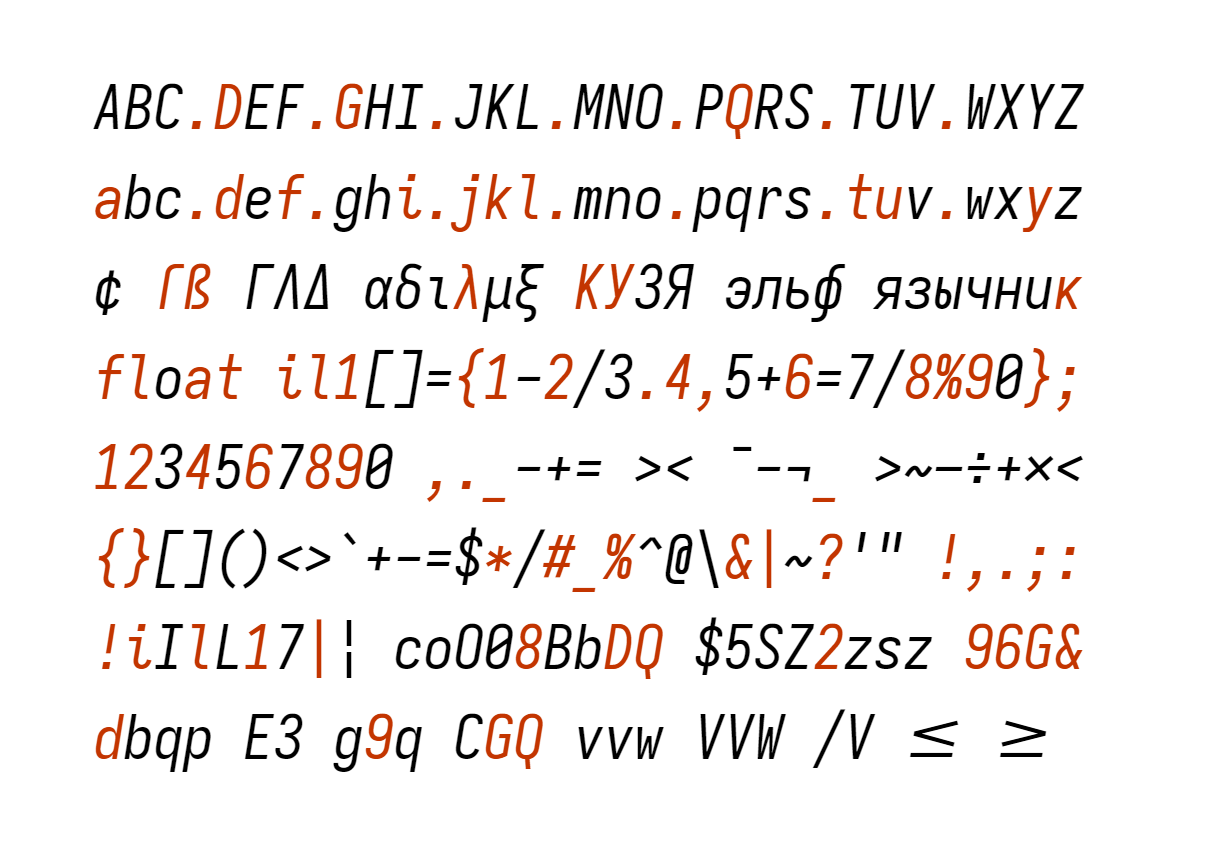 ABC.DEF.GHI.JKL.MNO.PQRS.TUV.WXYZ
abc.def.ghi.jkl.mno.pqrs.tuv.wxyz
¢ ſß ΓΛΔ αδιλμξ КУЗЯ эльф язычник
float il1[]={1-2/3.4,5+6=7/8%90};
1234567890 ,._-+= >< ¯-¬_ >~–÷+×<
{}[]()<>`+-=$*/#_%^@\&|~?'" !,.;:
!iIlL17|¦ coO08BbDQ $5SZ2zsz 96G&
dbqp E3 g9q CGQ vvw VVW /V ≤ ≥